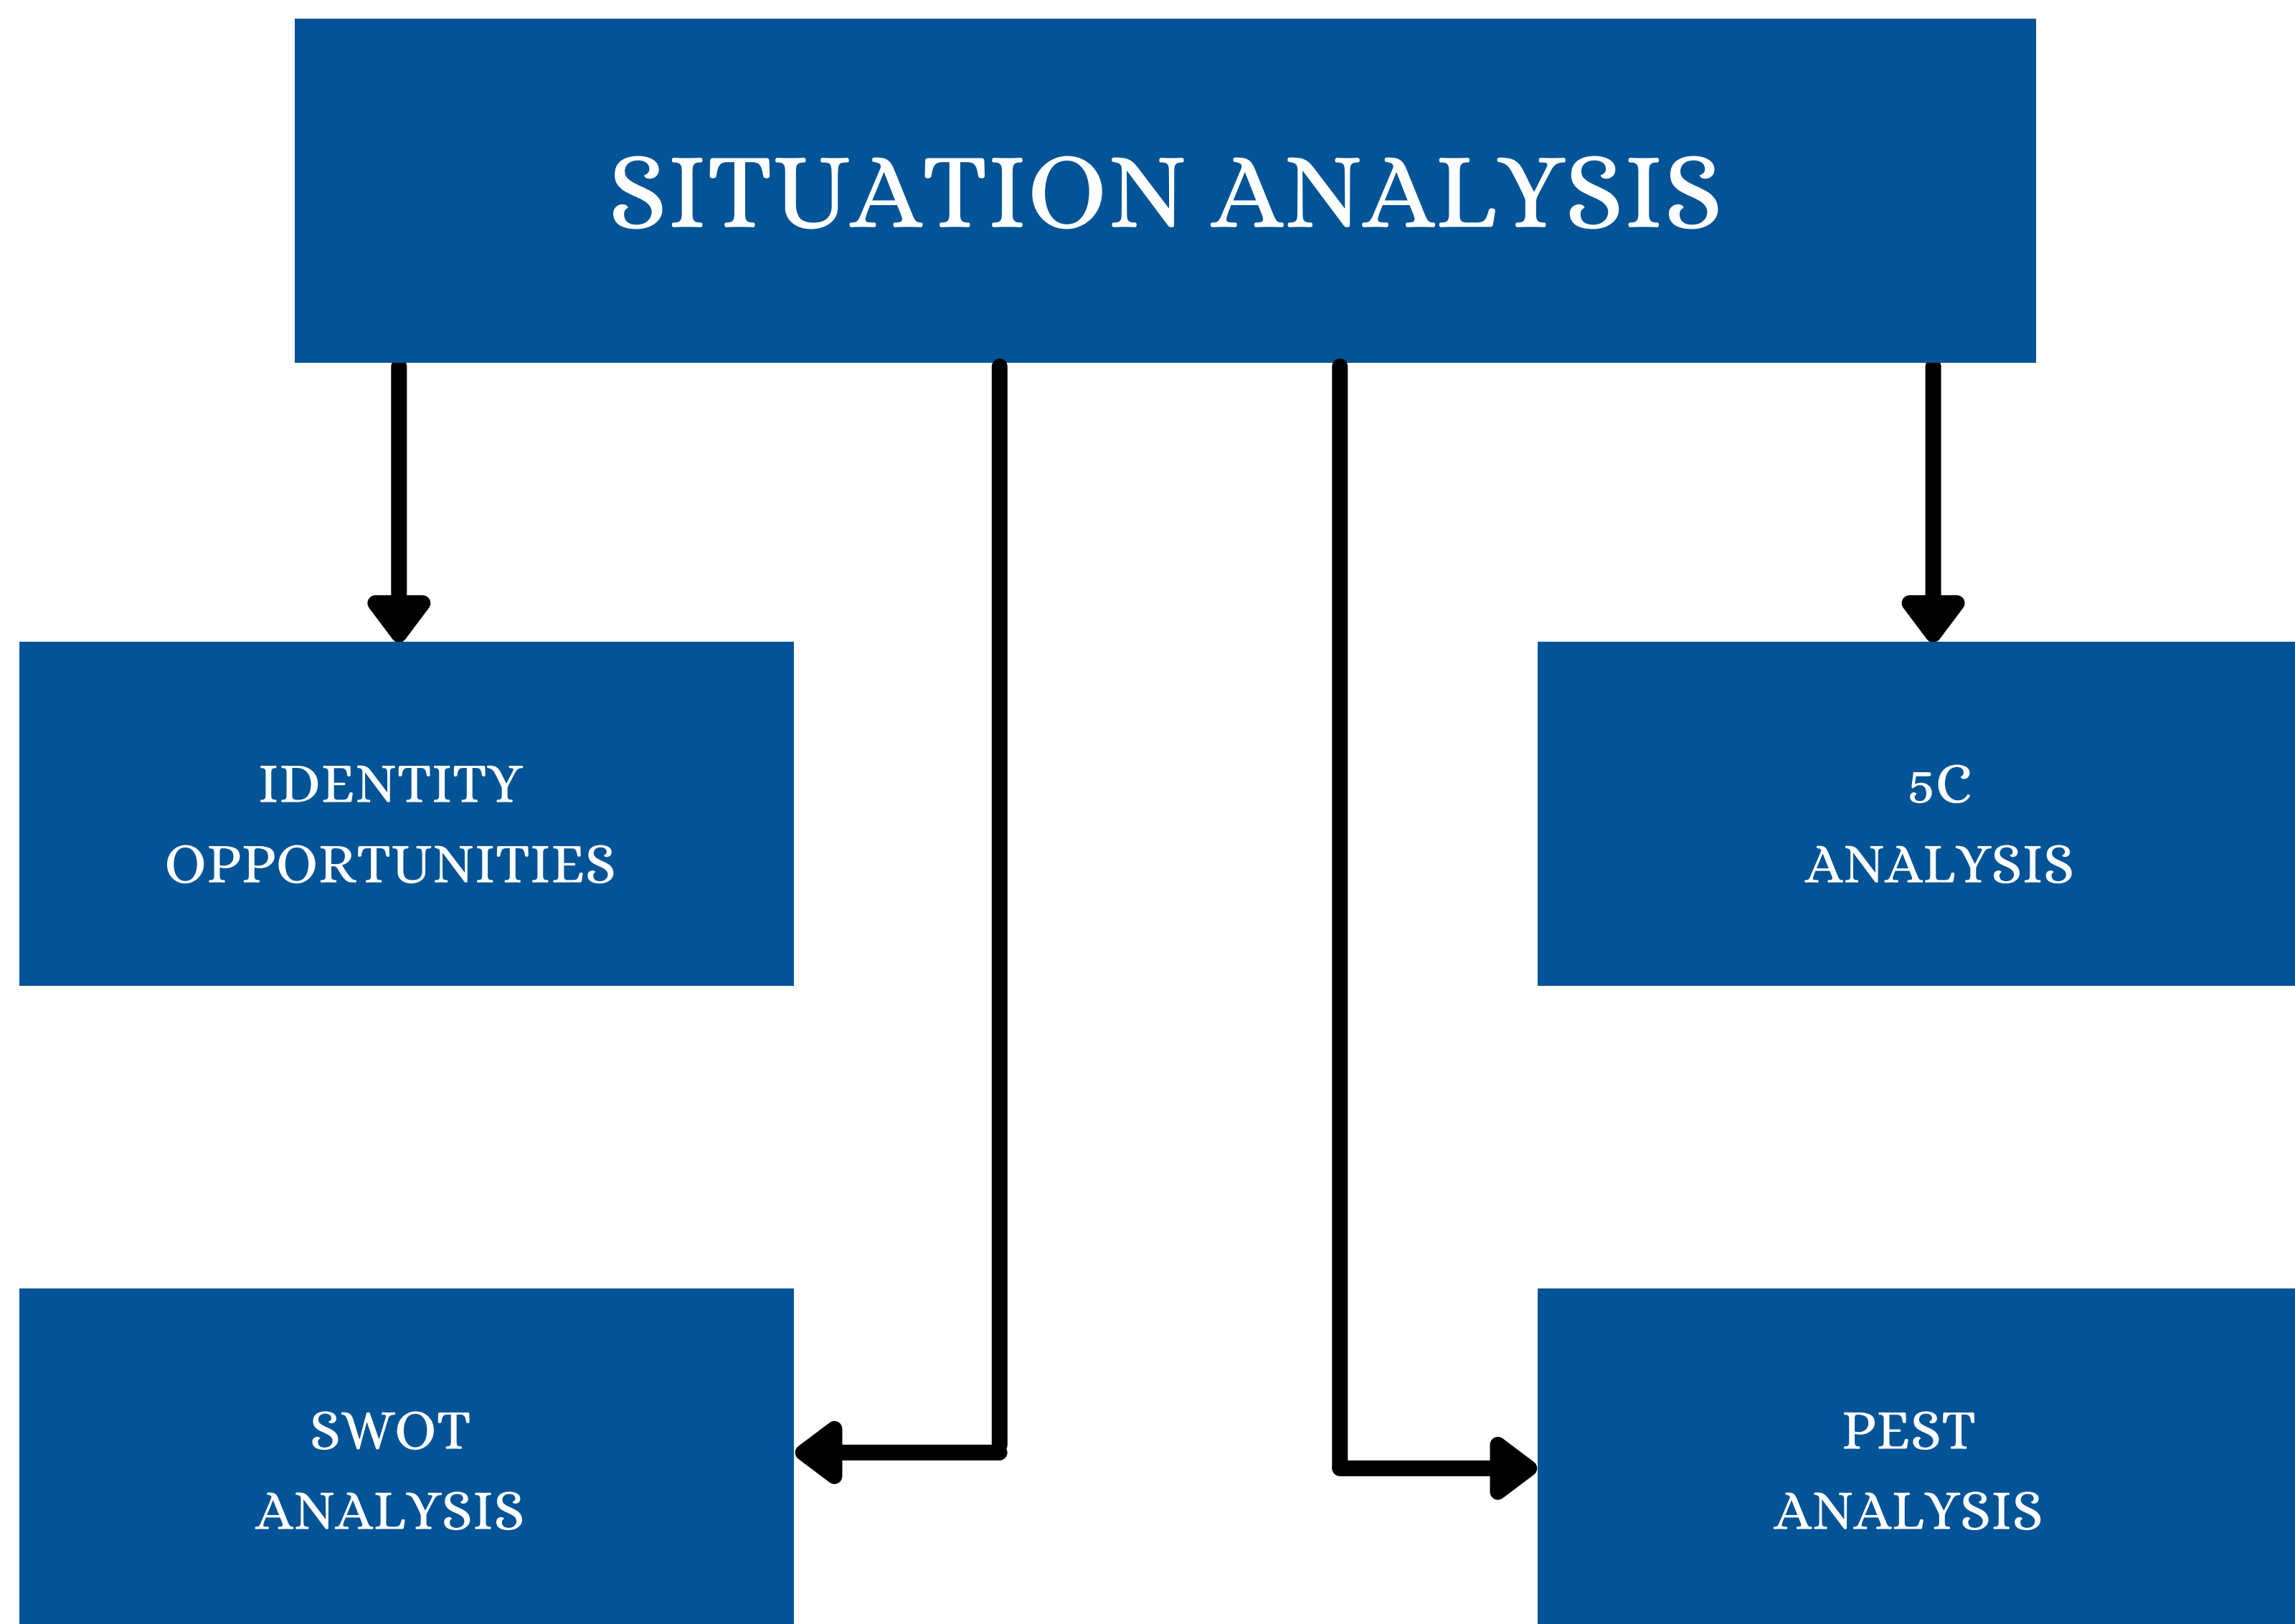 SITUATION ANALYSIS
IDENTITY
OPPORTUNITIES
5C
ANALYSIS
SWOT
ANALYSIS
PEST
ANALYSIS